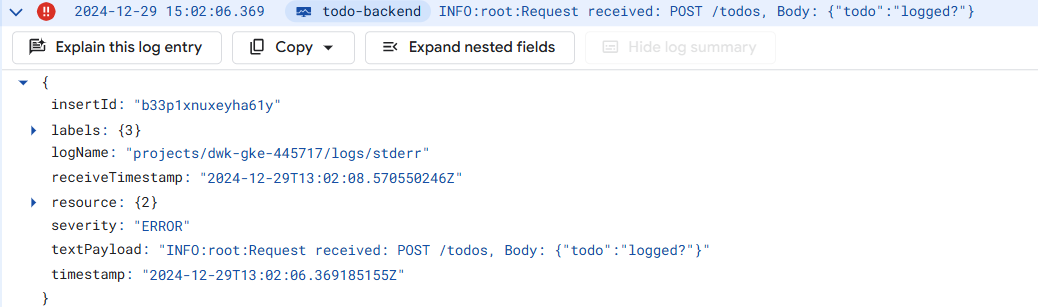 2024-12-29 15:02:06.369 todo-backend INFO:root:Request received: POST /todos, Body: {"todo":"logged?"}
Explain this log entry Copy Expand nested fields Hide log summary
{
insertId: "b33p1xnuxeyha61y"
labels: {3}
logName: "projects/dwk-gke-445717/logs/stderr"
receiveTimestamp: "2024-12-29T13:02:08.570550246Z"
resource: {2}
severity: "ERROR"
textPayload: "INFO:root:Request received: POST /todos, Body: {"todo":"logged?"}"
timestamp: "2024-12-29T13:02:06.369185155Z"
}